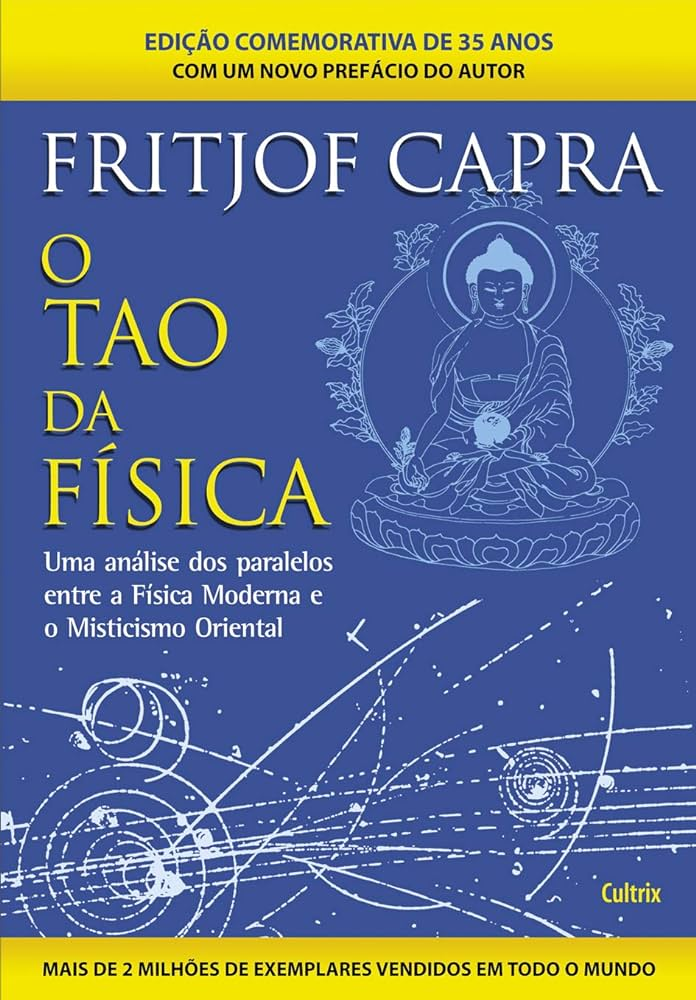 EDIÇÃO COMEMORATIVA DE 35 ANOS
COM UM NOVO PREFÁCIO DO AUTOR
FRITJOF CAPRA
O
TAO
DA
FÍSICA
Uma análise dos paralelos
entre a Física Moderna e
o Misticismo Oriental
Cultrix
MAIS DE 2 MILHÕES DE EXEMPLARES VENDIDOS EM TODO O MUNDO